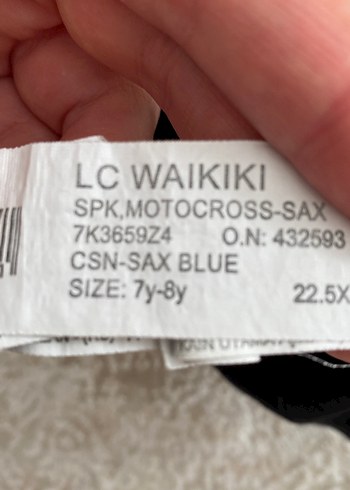 LC WAIKIKI
SPK,MOTOCROSS-SAX
7K3659Z4 O.N: 432593
CSN-SAX BLUE
SIZE: 7y-8y 22.5X